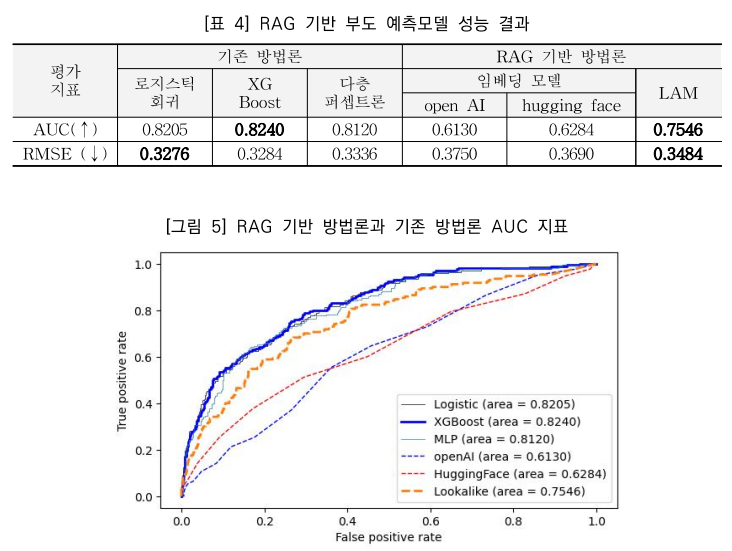 [표 4] RAG 기반 부도 예측모델 성능 결과
평가 지표 기존 방법론 RAG 기반 방법론
로지스틱 회귀 XG Boost 다층 퍼셉트론 임베딩 모델 LAM
open AI hugging face
AUC(↑) 0.8205 0.8240 0.8120 0.6130 0.6284 0.7546
RMSE (↓) 0.3276 0.3284 0.3336 0.3750 0.3690 0.3484
[그림 5] RAG 기반 방법론과 기존 방법론 AUC 지표
True positive rate
1.0
0.8
0.6
0.4
0.2
0.0
Logistic (area = 0.8205)
XGBoost (area = 0.8240)
MLP (area = 0.8120)
openAI (area = 0.6130)
HuggingFace (area = 0.6284)
Lookalike (area = 0.7546)
0.0 0.2 0.4 0.6 0.8 1.0
False positive rate